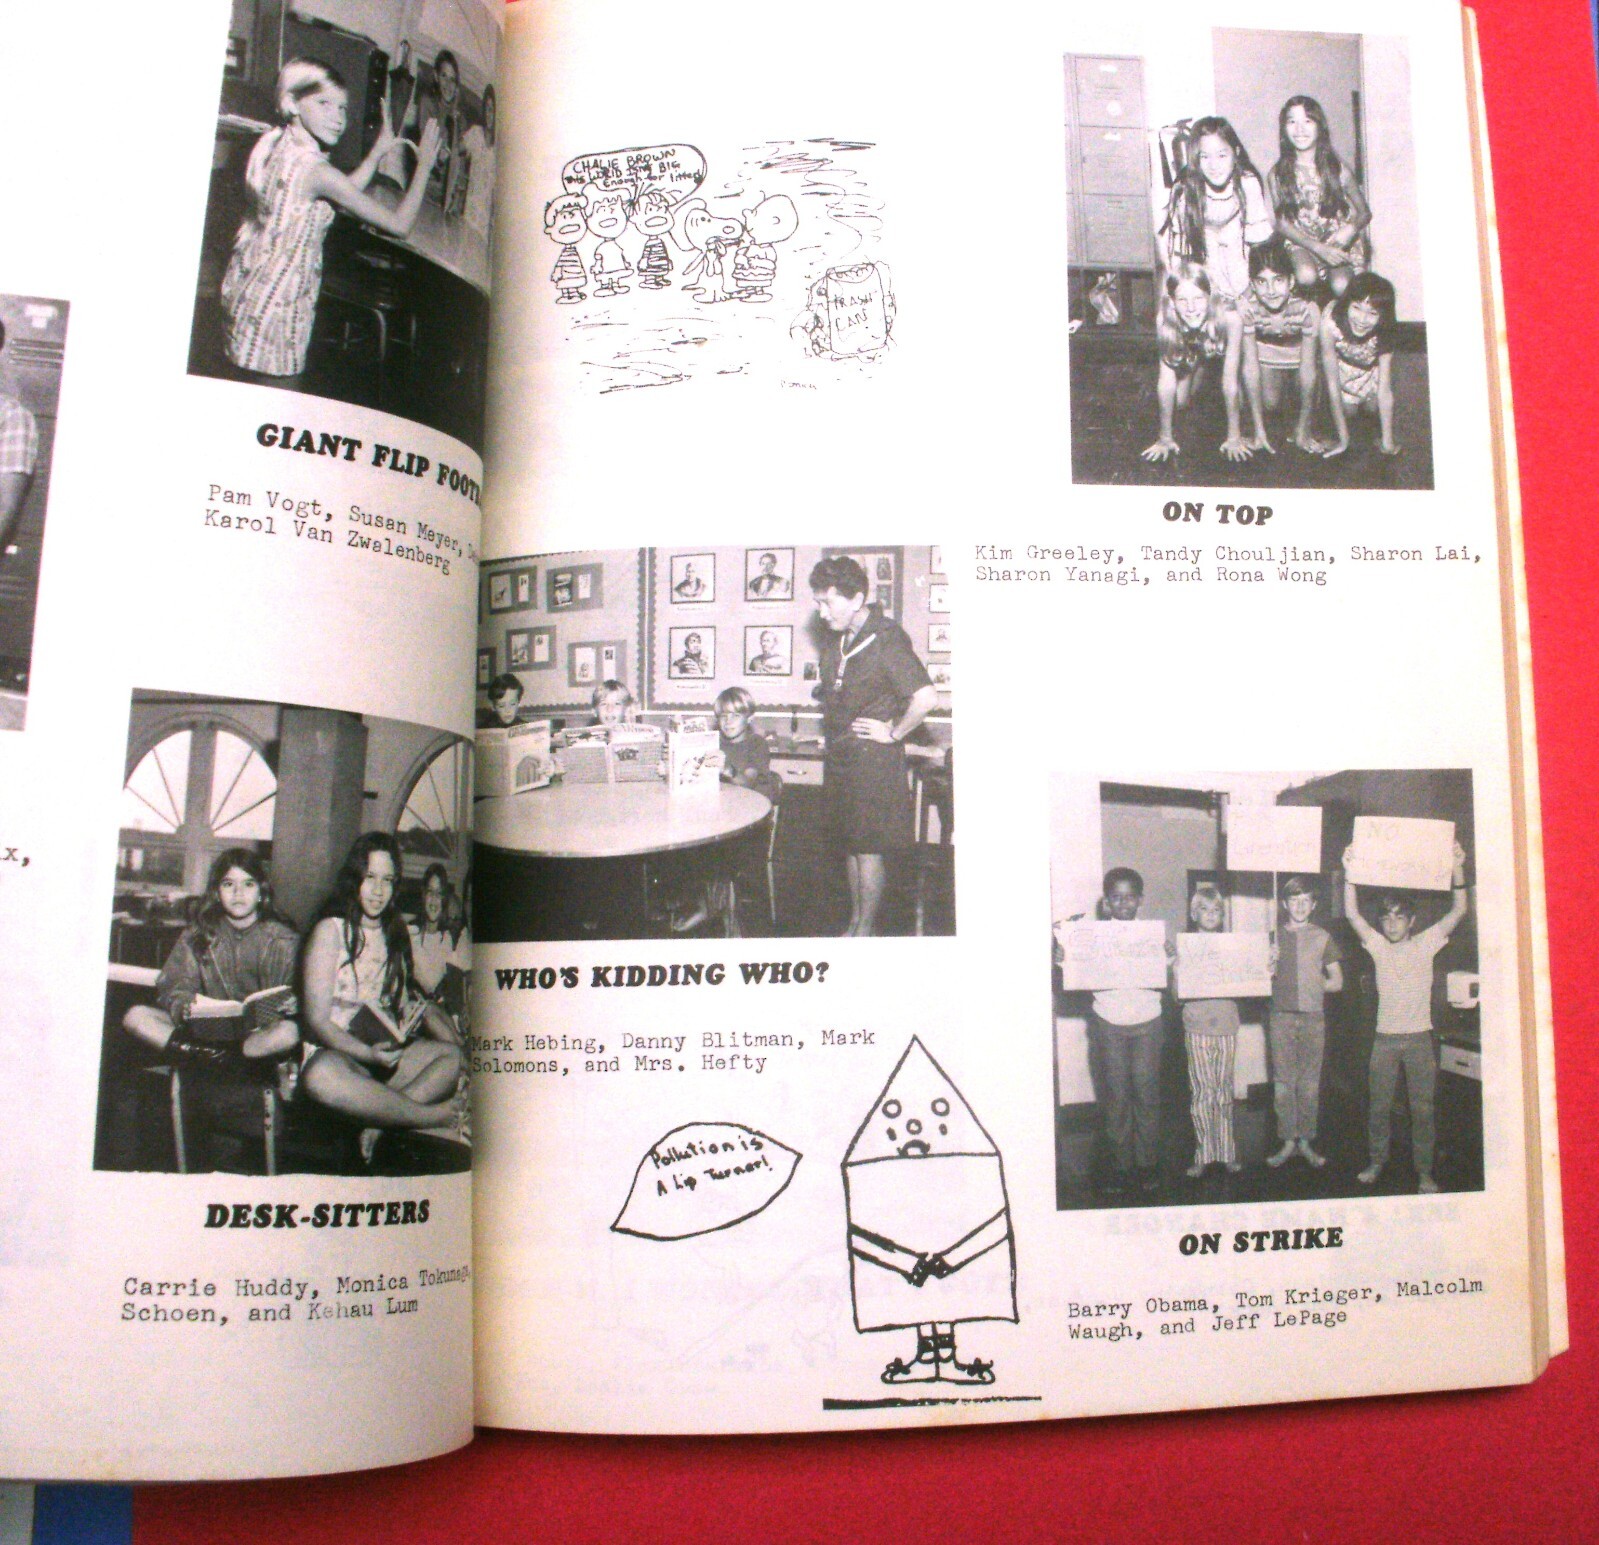 GIANT FLIP
Pam Vogt, Susan Meyer,
Karol Van Zwalenberg
x,
DESK-SITTERS
Carrie Huddy, Monica
Schoen, and Kehau Lum
CHALIE BROWN
THIS WORLD ISN'T BIG
Enough for litter!
TRASH
CAN
WHO'S KIDDING WHO?
Mark Hebing, Danny Blitman, Mark
Solomons, and Mrs. Hefty
Pollution is
A Lip Turner!
ON TOP
Kim Greeley, Tandy Chouljian, Sharon Lai,
Sharon Yanagi, and Rona Wong
Strike
We
NO
ON STRIKE
Barry Obama, Tom Krieger, Malcolm
Waugh, and Jeff LePage